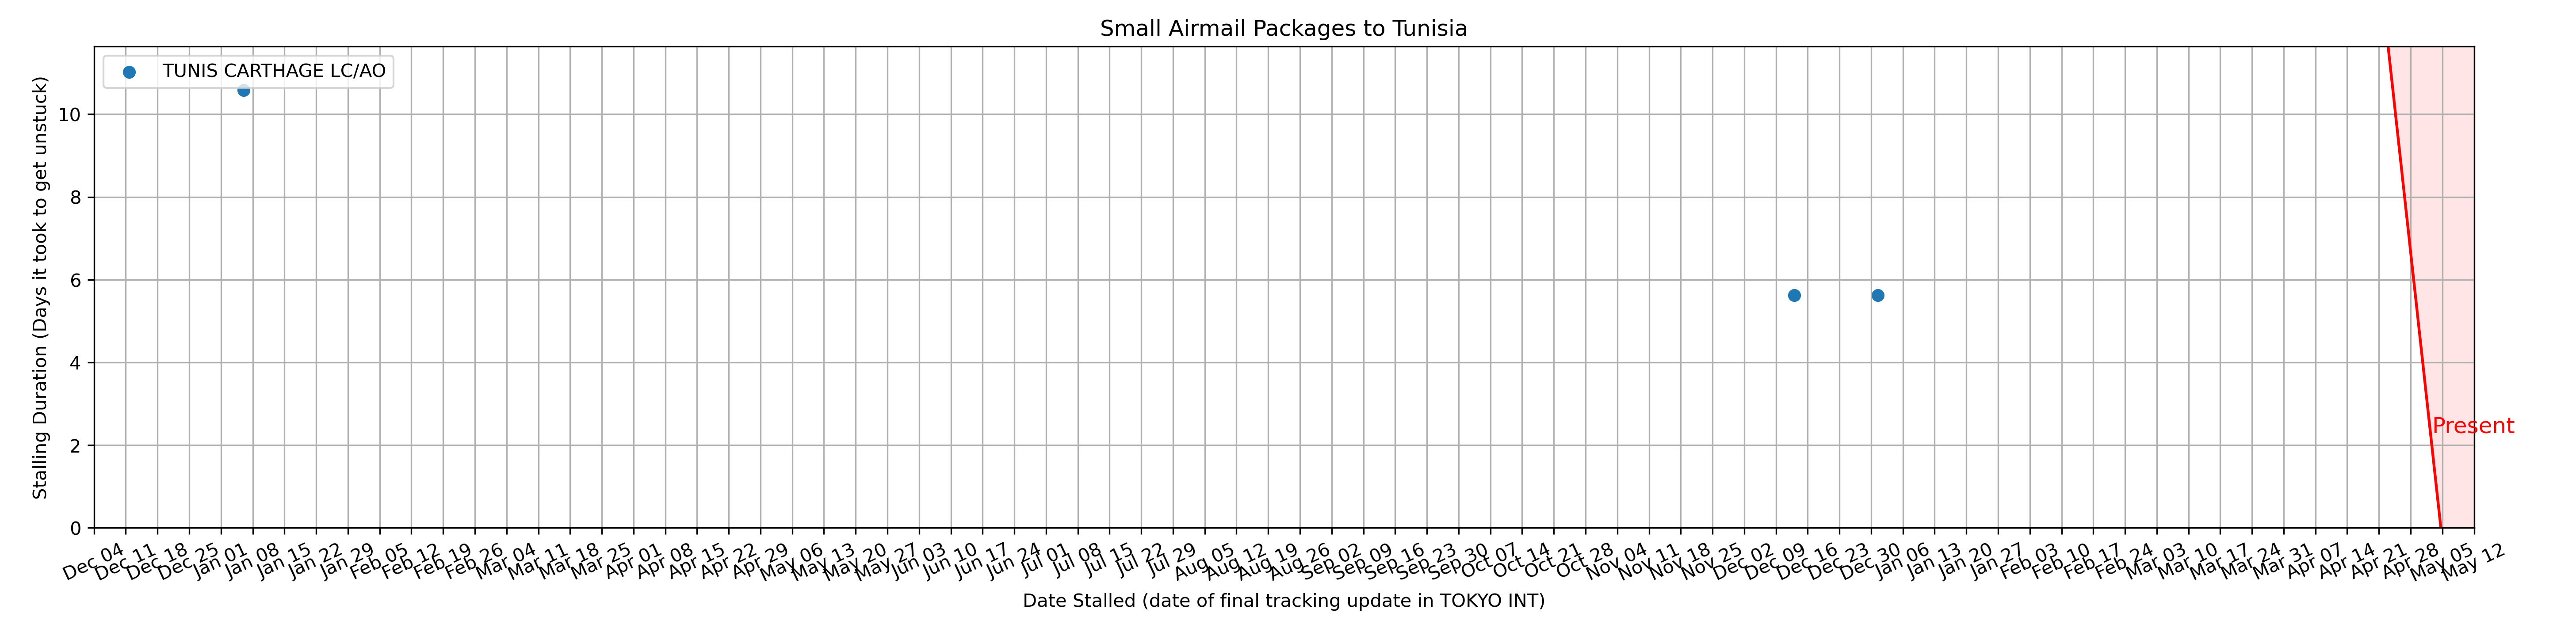 Small Airmail Packages to Tunisia
TUNIS CARTHAGE LC/AO
Stalling Duration (Days it took to get unstuck)
10
8
6
4
2
0
Present
Dec 04 Dec 11 Dec 18 Dec 25 Jan 01 Jan 08 Jan 15 Jan 22 Jan 29 Feb 05 Feb 12 Feb 19 Feb 26 Mar 04 Mar 11 Mar 18 Mar 25 Apr 01 Apr 08 Apr 15 Apr 22 Apr 29 May 06 May 13 May 20 May 27 Jun 03 Jun 10 Jun 17 Jun 24 Jul 01 Jul 08 Jul 15 Jul 22 Jul 29 Aug 05 Aug 12 Aug 19 Aug 26 Sep 02 Sep 09 Sep 16 Sep 23 Sep 30 Oct 07 Oct 14 Oct 21 Oct 28 Nov 04 Nov 11 Nov 18 Nov 25 Dec 02 Dec 09 Dec 16 Dec 23 Dec 30 Jan 06 Jan 13 Jan 20 Jan 27 Feb 03 Feb 10 Feb 17 Feb 24 Mar 03 Mar 10 Mar 17 Mar 24 Mar 31 Apr 07 Apr 14 Apr 21 Apr 28 May 05 May 12
Date Stalled (date of final tracking update in TOKYO INT)